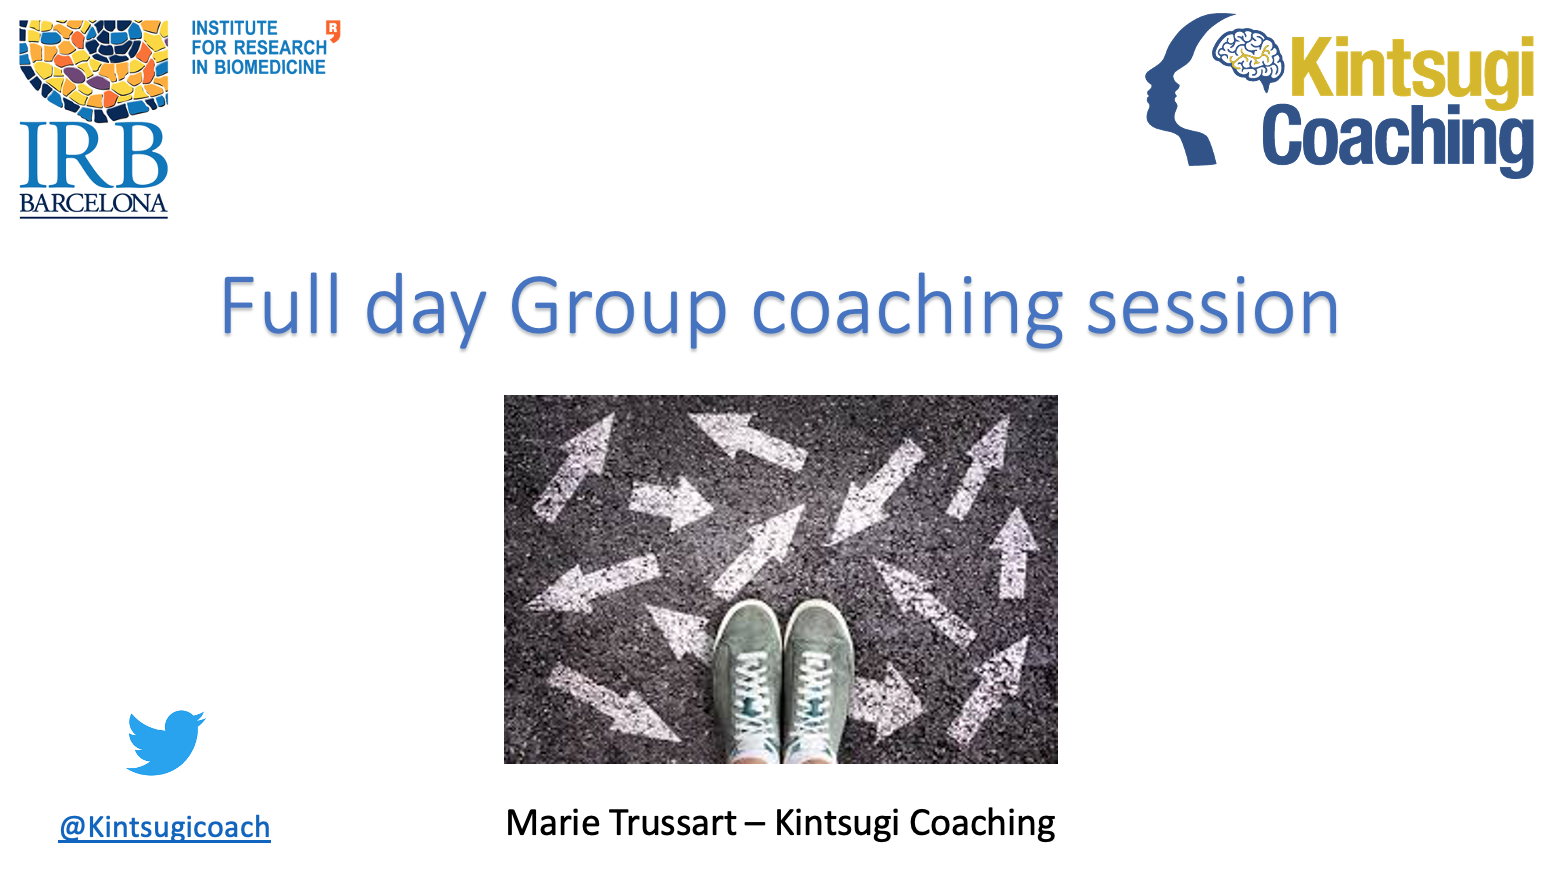 INSTITUTE
FOR RESEARCH
IN BIOMEDICINE
R
IRB
BARCELONA
Kintsugi
Coaching
Full day Group coaching session
@Kintsugicoach
Marie Trussart – Kintsugi Coaching